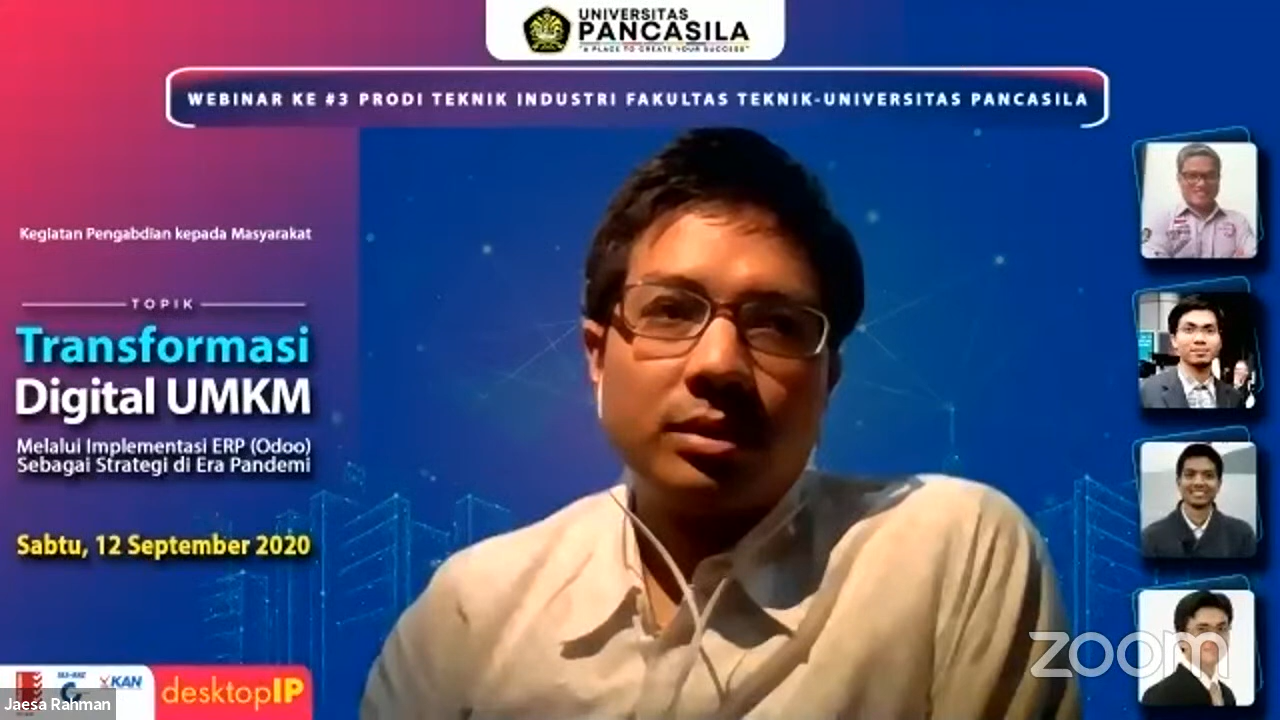 UNIVERSITAS
PANCASILA
"A PLACE TO CREATE YOUR SUCCESS"
WEBINAR KE #3 PRODI TEKNIK INDUSTRI FAKULTAS TEKNIK-UNIVERSITAS PANCASILA
Kegiatan Pengabdian kepada Masyarakat
TOPIK
Transformasi
Digital UMKM
Melalui Implementasi ERP (Odoo)
Sebagai Strategi di Era Pandemi
Sabtu, 12 September 2020
KAN
desktopIP
Jaesa Rahman
zoom